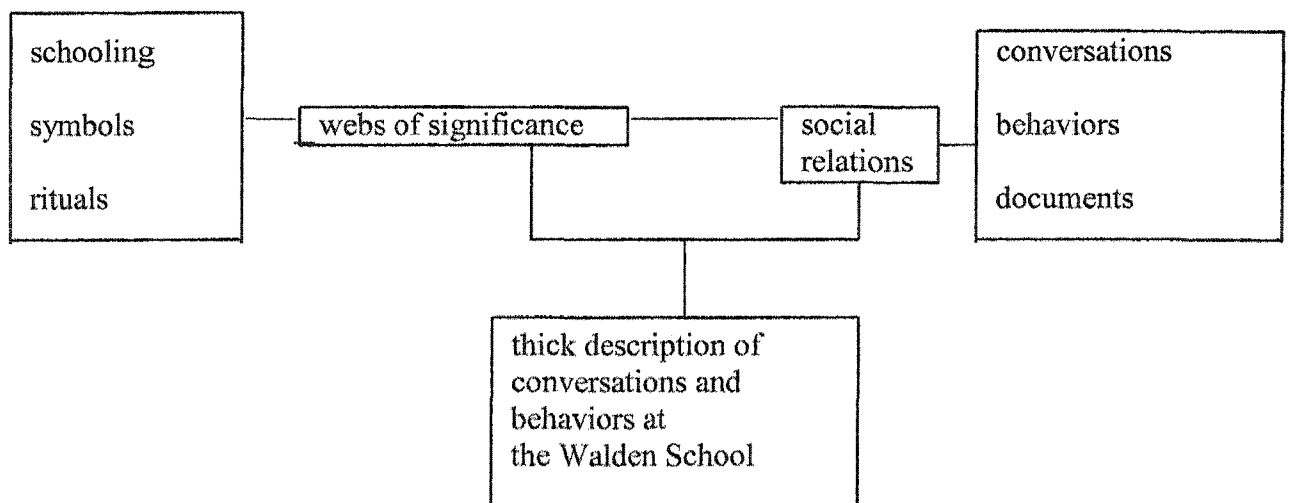 schooling
symbols
rituals
webs of significance
social
relations
conversations
behaviors
documents
thick description of
conversations and
behaviors at
the Walden School